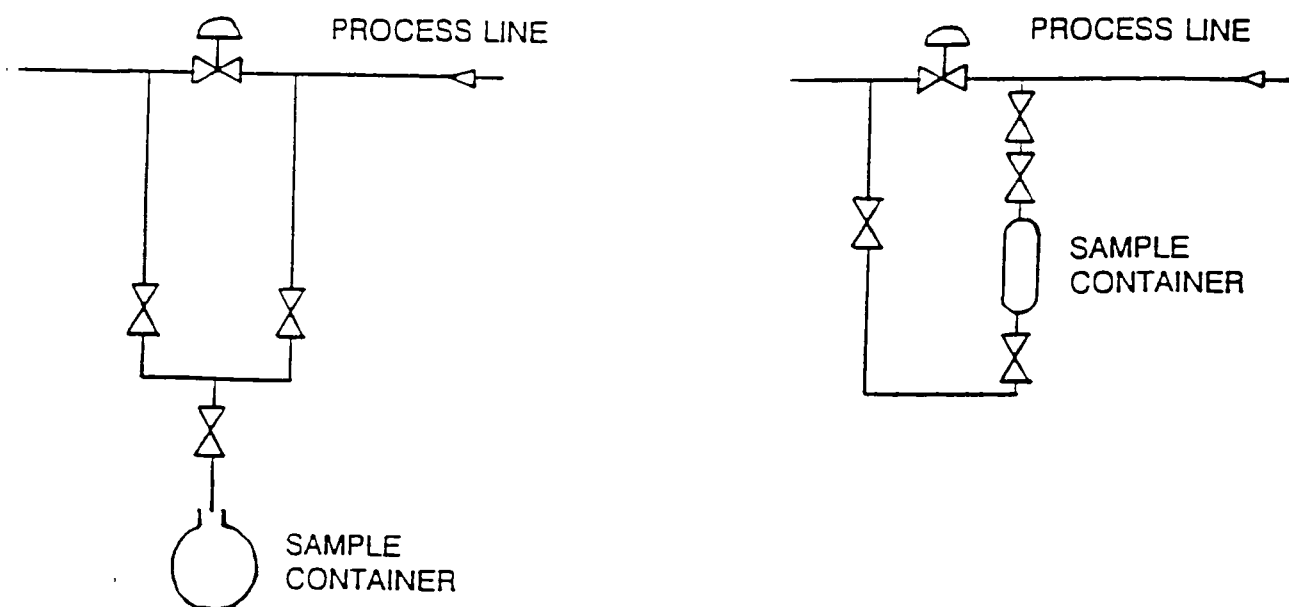 PROCESS LINE
SAMPLE
CONTAINER
PROCESS LINE
SAMPLE
CONTAINER